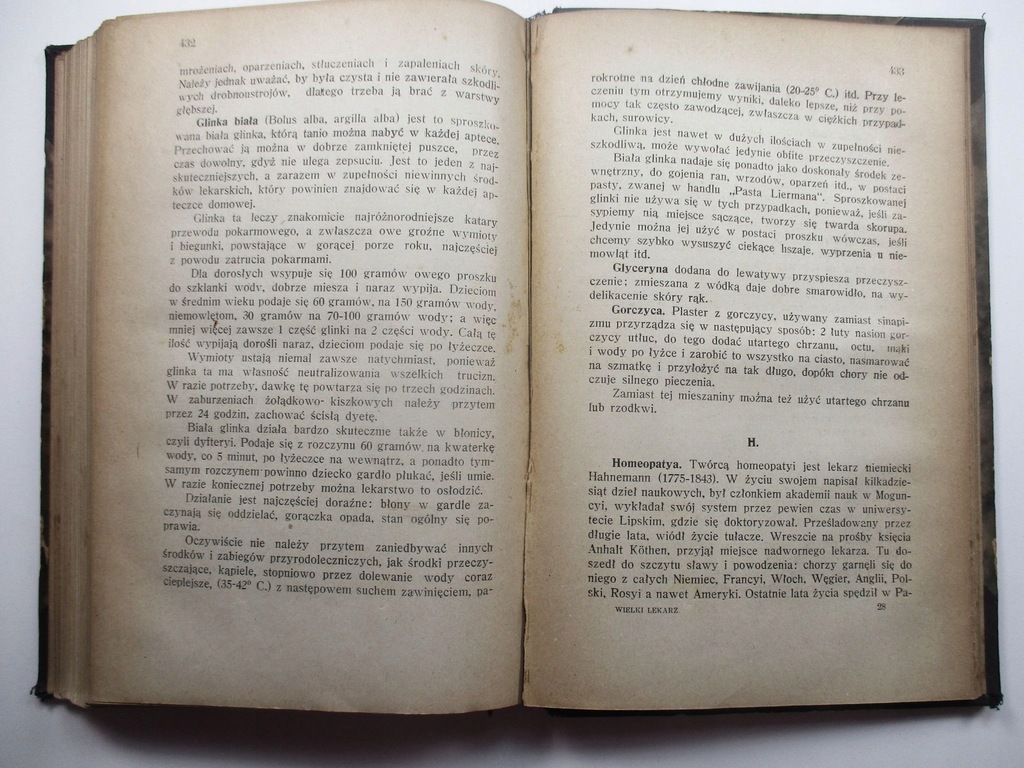 432
mrożeniach, oparzeniach, stłuczeniach i zapaleniach skóry.
Należy jednak uważać, by była czysta i nie zawierała szkodli-
wych drobnoustrojów, dlatego trzeba ją brać z warstwy
głębszej.
Glinka biała (Bolus alba, argilla alba) jest to sproszko-
wana biała glinka, którą tanio można nabyć w każdej aptece.
Przechować ją można w dobrze zamkniętej puszce, przez
czas dowolny, gdyż nie ulega zepsuciu. Jest to jeden z naj-
skuteczniejszych, a zarazem w zupełności niewinnych środ-
ków lekarskich, który powinien znajdować się w każdej ap-
teczce domowej.
Glinka ta leczy znakomicie najróżnorodniejsze katary
przewodu pokarmowego, a zwłaszcza owe groźne wymioty
i biegunki, powstające w gorącej porze roku, najczęściej
z powodu zatrucia pokarmami.
Dla dorosłych wsypuje się 100 gramów owego proszku
do szklanki wody, dobrze miesza i naraz wypija. Dzieciom
w średnim wieku podaje się 60 gramów, na 150 gramów wody,
niemowlętom, 30 gramów na 70-100 gramów wody; a więc
mniej więcej zawsze 1 część glinki na 2 części wody. Całą tę
ilość wypijają dorośli naraz, dzieciom podaje się po łyżeczce.
Wymioty ustają niemal zawsze natychmiast, ponieważ
glinka ta ma własność neutralizowania wszelkich trucizn.
W razie potrzeby, dawkę tę powtarza się po trzech godzinach.
W zaburzeniach żołądkowo-kiszkowych należy przytem
przez 24 godzin, zachować ścisłą dyetę.
Biała glinka działa bardzo skutecznie także w błonicy,
czyli dyfteryi. Podaje się z rozczynu 60 gramów na kwaterkę
wody, co 5 minut, po łyżeczce na wewnątrz, a ponadto tym-
samym rozczynem powinno dziecko gardło płukać, jeśli umie.
W razie koniecznej potrzeby można lekarstwo to osłodzić.
Działanie jest najczęściej doraźne: błony w gardle za-
czynają się oddzielać, gorączka opada, stan ogólny się po-
prawia.
Oczywiście nie należy przytem zaniedbywać innych
środków i zabiegów przyrodoleczniczych, jak środki przeczy-
szczające, kąpiele, stopniowo przez dolewanie wody coraz
cieplejsze, (35-42° C.) z następowem suchem zawinięciem, pa-
433
rokrotne na dzień chłodne zawijania (20-25° C.) itd. Przy le-
czeniu tym otrzymujemy wyniki, daleko lepsze, niż przy po-
mocy tak często zawodzącej, zwłaszcza w ciężkich przypad-
kach, surowicy.
Glinka jest nawet w dużych ilościach w zupełności nie-
szkodliwą, może wywołać jedynie obfite przeczyszczenie.
Biała glinka nadaje się ponadto jako doskonały środek ze-
wnętrzny, do gojenia ran, wrzodów, oparzeń itd., w postaci
pasty, zwanej w handlu „Pasta Liermana“. Sproszkowanej
glinki nie używa się w tych przypadkach, ponieważ, jeśli za-
sypiemy nią miejsce sączące, tworzy się twarda skorupa.
Jedynie można jej użyć w postaci proszku wówczas, jeśli
chcemy szybko wysuszyć ciekące liszaje, wyprzenia u nie-
mowląt itd.
Glyceryna dodana do lewatywy przyspiesza przeczysz-
czenie; zmieszana z wódką daje dobre smarowidło, na wy-
delikacenie skóry rąk.
Gorczyca. Plaster z gorczycy, używany zamiast sinapi-
zmu przyrządza się w następujący sposób: 2 łuty nasion gor-
czycy utłuc, do tego dodać utartego chrzanu, octu, mąki
i wody po łyżce i zarobić to wszystko na ciasto, nasmarować
na szmatkę i przyłożyć na tak długo, dopóki chory nie od-
czuje silnego pieczenia.
Zamiast tej mieszaniny można też użyć utartego chrzanu
lub rzodkwi.
H.
Homeopatya. Twórcą homeopatyi jest lekarz niemiecki
Hahnemann (1775-1843). W życiu swojem napisał kilkadzie-
siąt dzieł naukowych, był członkiem akademii nauk w Mogun-
cyi, wykładał swój system przez pewien czas w uniwersy-
tecie Lipskim, gdzie się doktoryzował. Prześladowany przez
długie lata, wiódł życie tułacze. Wreszcie na prośby księcia
Anhalt Köthen, przyjął miejsce nadwornego lekarza. Tu do-
szedł do szczytu sławy i powodzenia: chorzy garnęli się do
niego z całych Niemiec, Francyi, Włoch, Węgier, Anglii, Pol-
ski, Rosyi a nawet Ameryki. Ostatnie lata życia spędził w Pa-
WIELKI LEKARZ 28